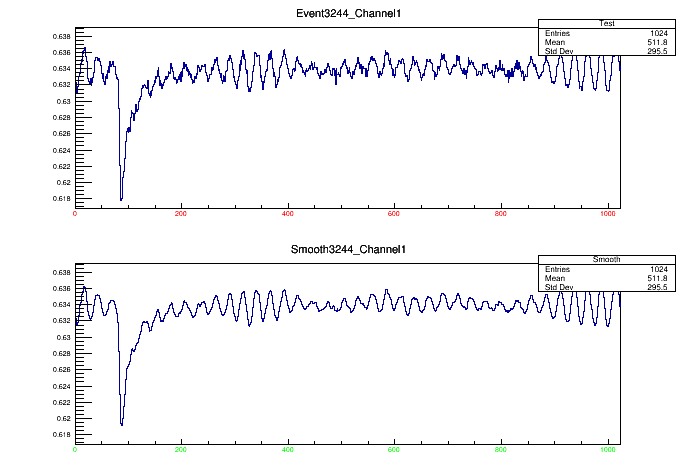 Event3244_Channel1
Test
Entries 1024
Mean 511.8
Std Dev 295.5
0.638
0.636
0.634
0.632
0.63
0.628
0.626
0.624
0.622
0.62
0.618
0 200 400 600 800 1000
Smooth3244_Channel1
Smooth
Entries 1024
Mean 511.8
Std Dev 295.5
0.638
0.636
0.634
0.632
0.63
0.628
0.626
0.624
0.622
0.62
0.618
0 200 400 600 800 1000